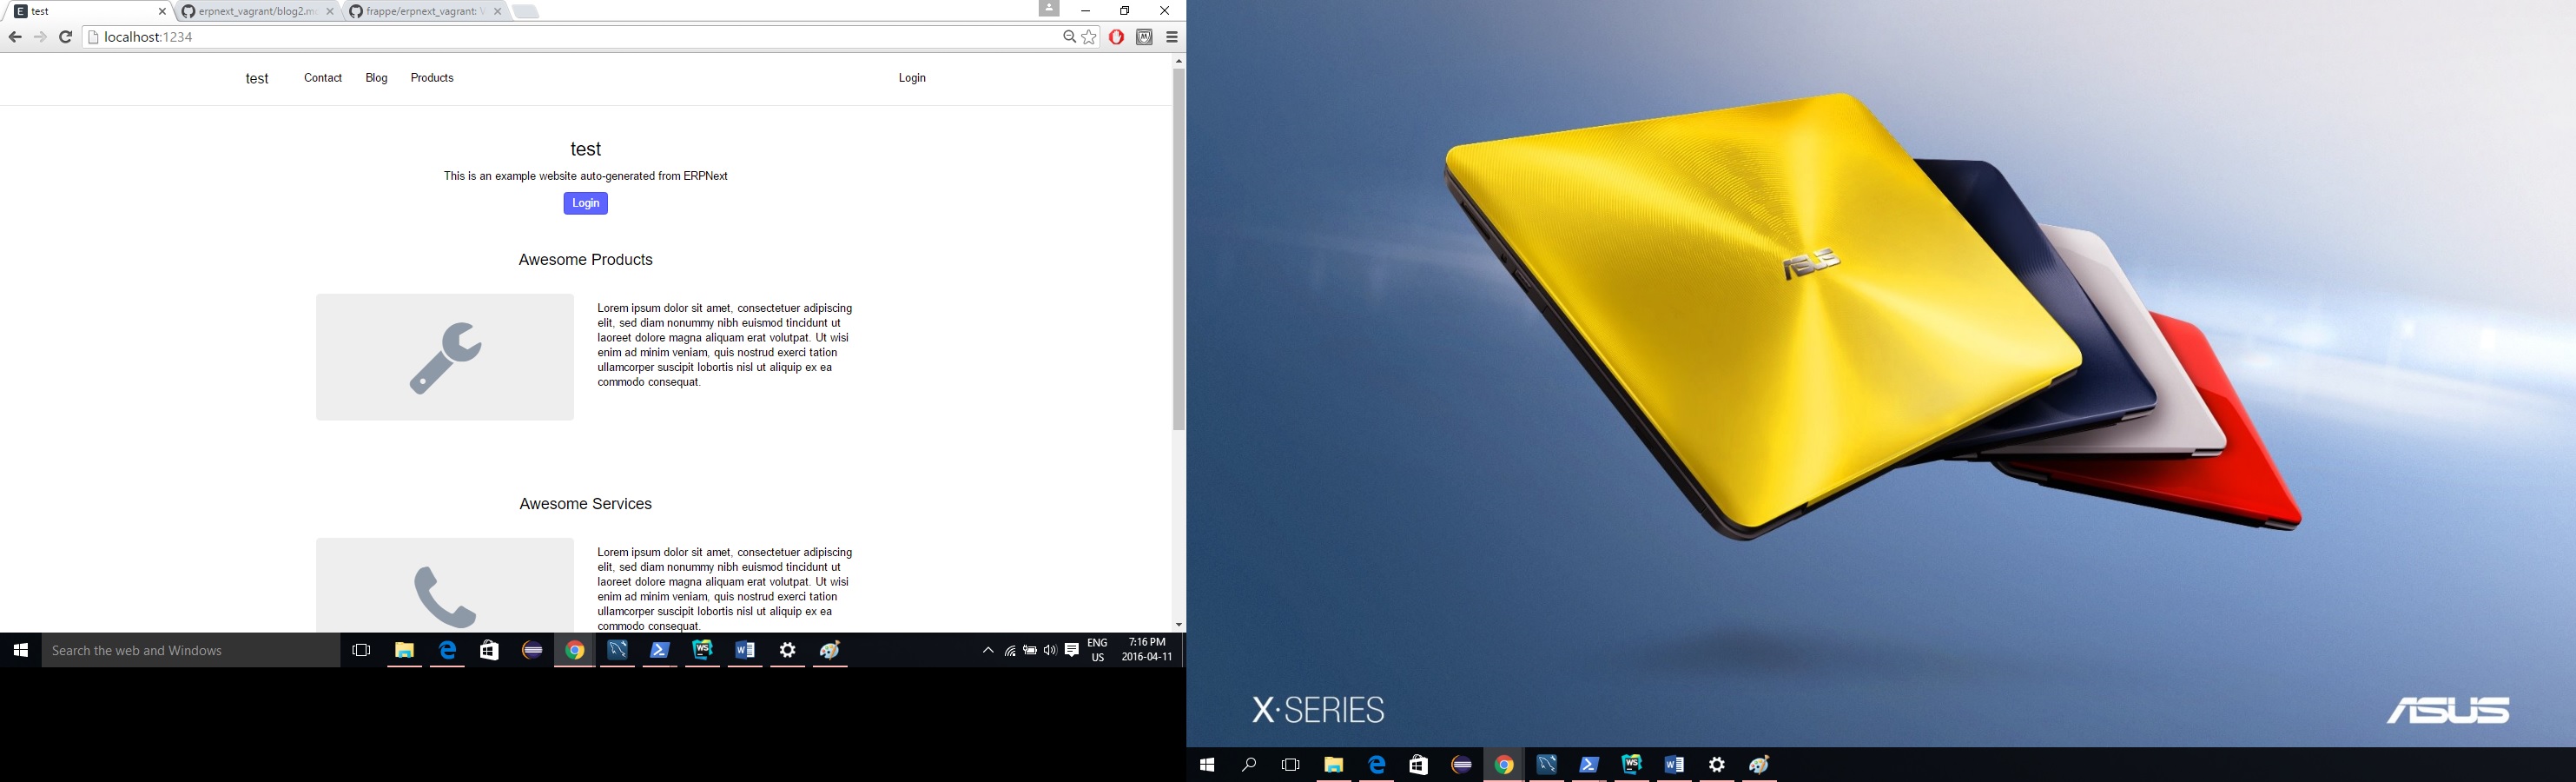 test
erpnext_vagrant/blog2.mc
frappe/erpnext_vagrant: V
localhost:1234
test Contact Blog Products Login
test
This is an example website auto-generated from ERPNext
Login
Awesome Products
Lorem ipsum dolor sit amet, consectetuer adipiscing
elit, sed diam nonummy nibh euismod tincidunt ut
laoreet dolore magna aliquam erat volutpat. Ut wisi
enim ad minim veniam, quis nostrud exerci tation
ullamcorper suscipit lobortis nisl ut aliquip ex ea
commodo consequat.
Awesome Services
Lorem ipsum dolor sit amet, consectetuer adipiscing
elit, sed diam nonummy nibh euismod tincidunt ut
laoreet dolore magna aliquam erat volutpat. Ut wisi
enim ad minim veniam, quis nostrud exerci tation
ullamcorper suscipit lobortis nisl ut aliquip ex ea
commodo consequat.
Search the web and Windows
ENG
US
7:16 PM
2016-04-11
ASUS
X·SERIES
ASUS